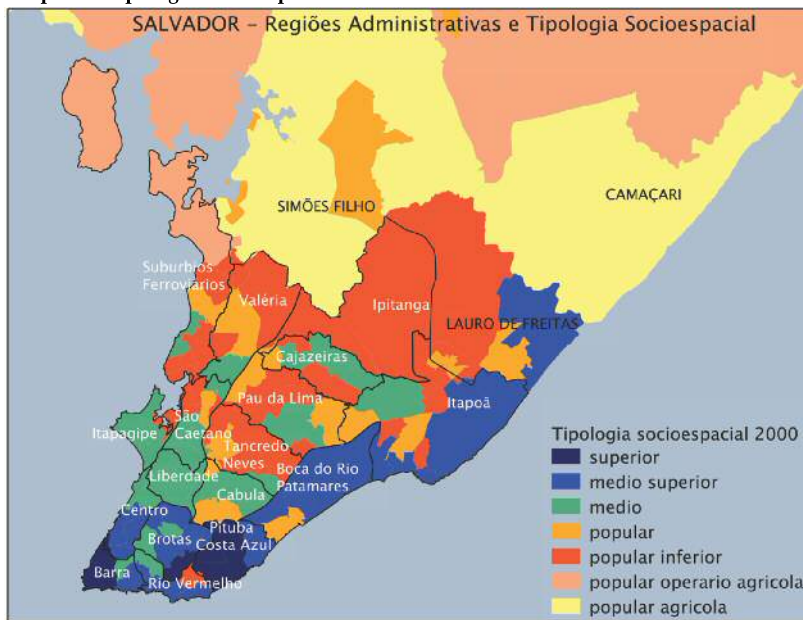 SALVADOR – Regiões Administrativas e Tipologia Socioespacial
CAMAÇARI
SIMÕES FILHO
Suburbios
Ferroviarios
Valéria
Ipitanga
LAURO DE FREITAS
Cajazeiras
Pau da Lima
Itapoã
São
Caetano
Itapagipe
Tancredo
Neves
Boca do Rio
Patamares
Liberdade
Cabula
Centro
Pituba
Costa Azul
Brotas
Barra
Rio Vermelho
Tipologia socioespacial 2000
superior
medio superior
medio
popular
popular inferior
popular operario agricola
popular agricola